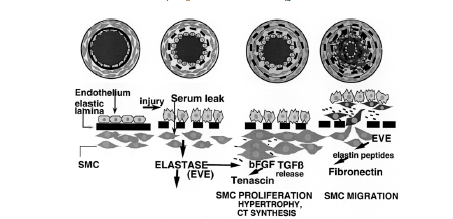 Endothelium
elastic
lamina
injury
Serum leak
SMC
ELASTASE
(EVE)
bFGF TGFß
release
Tenascin
SMC PROLIFERATION
HYPERTROPHY,
CT SYNTHESIS
EVE
elastin peptides
Fibronectin
SMC MIGRATION